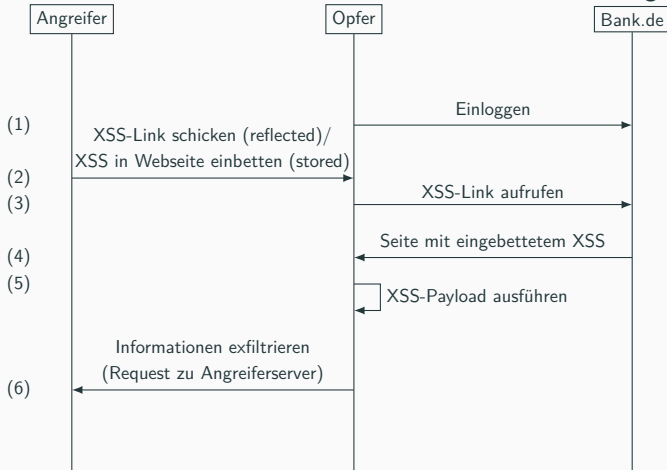 Angreifer
Opfer
Bank.de
(1)
Einloggen
XSS-Link schicken (reflected)/
XSS in Webseite einbetten (stored)
(2)
(3)
XSS-Link aufrufen
Seite mit eingebettetem XSS
(4)
(5)
XSS-Payload ausführen
Informationen exfiltrieren
(Request zu Angreiferserver)
(6)